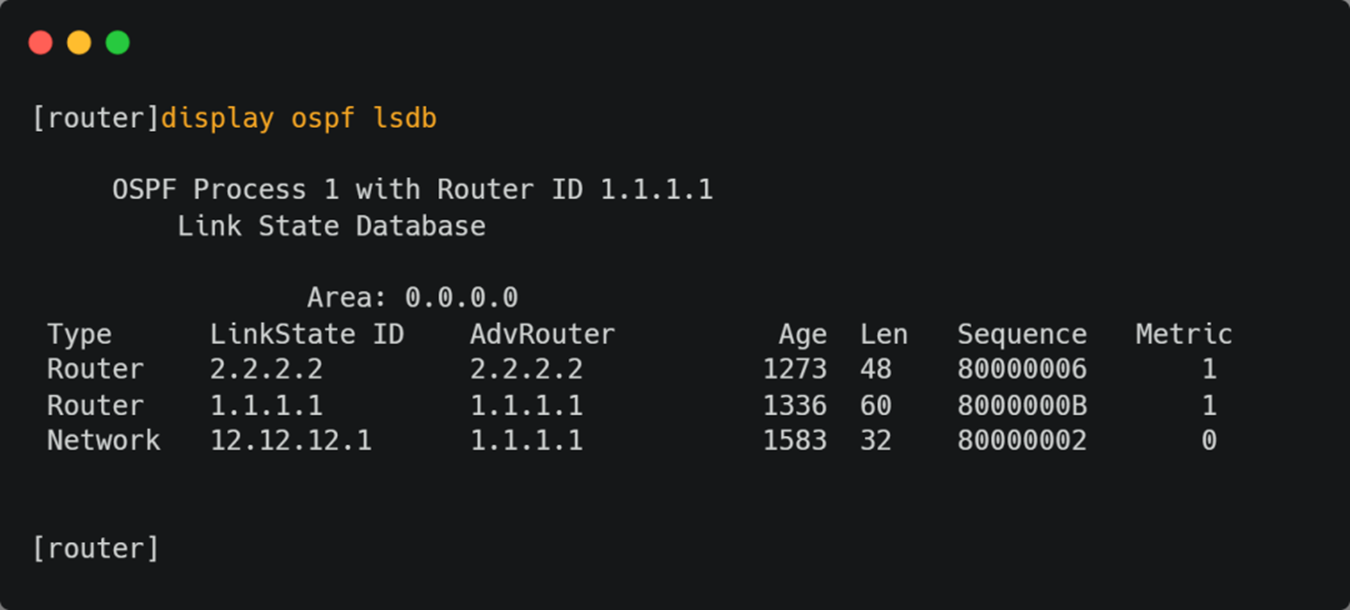 [router]display ospf lsdb
OSPF Process 1 with Router ID 1.1.1.1
Link State Database
Area: 0.0.0.0
Type LinkState ID AdvRouter Age Len Sequence Metric
Router 2.2.2.2 2.2.2.2 1273 48 80000006 1
Router 1.1.1.1 1.1.1.1 1336 60 8000000B 1
Network 12.12.12.1 1.1.1.1 1583 32 80000002 0
[router]